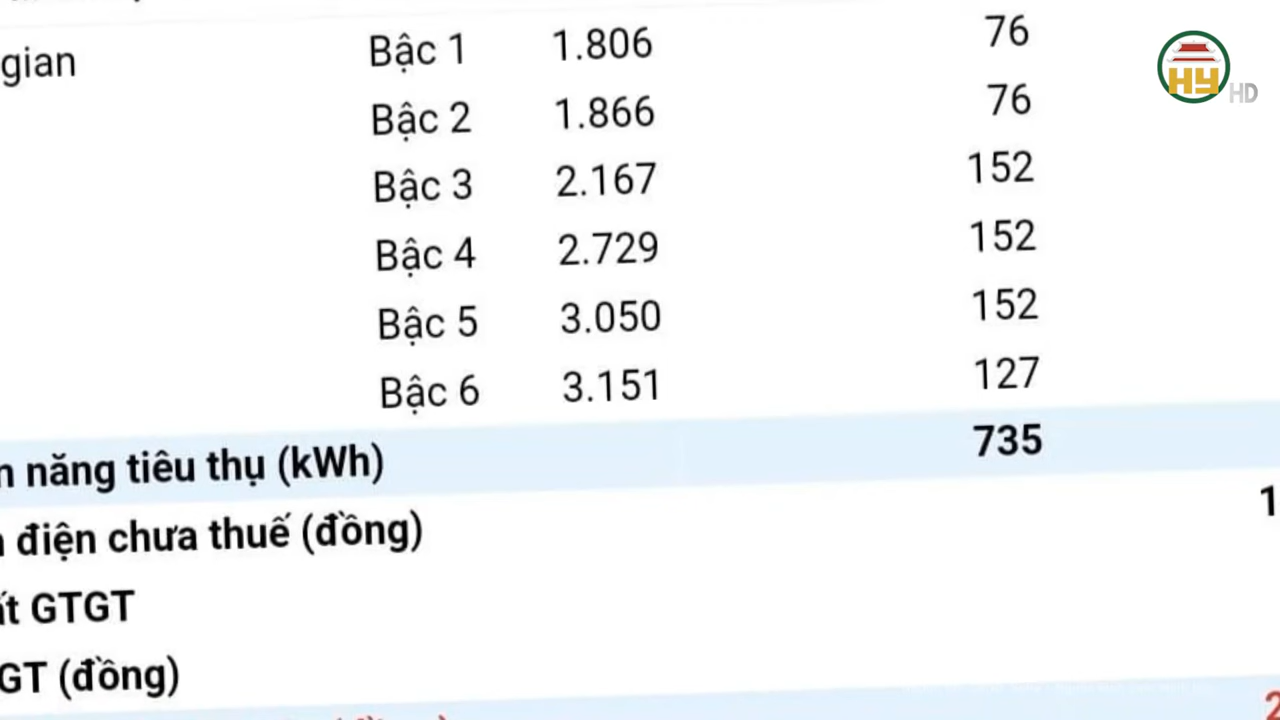 gian Bậc 1 1.806 76
Bậc 2 1.866 76
Bậc 3 2.167 152
Bậc 4 2.729 152
Bậc 5 3.050 152
Bậc 6 3.151 127
n năng tiêu thụ (kWh) 735
điện chưa thuế (đồng) 1
ất GTGT
GT (đồng)
2
HY HD